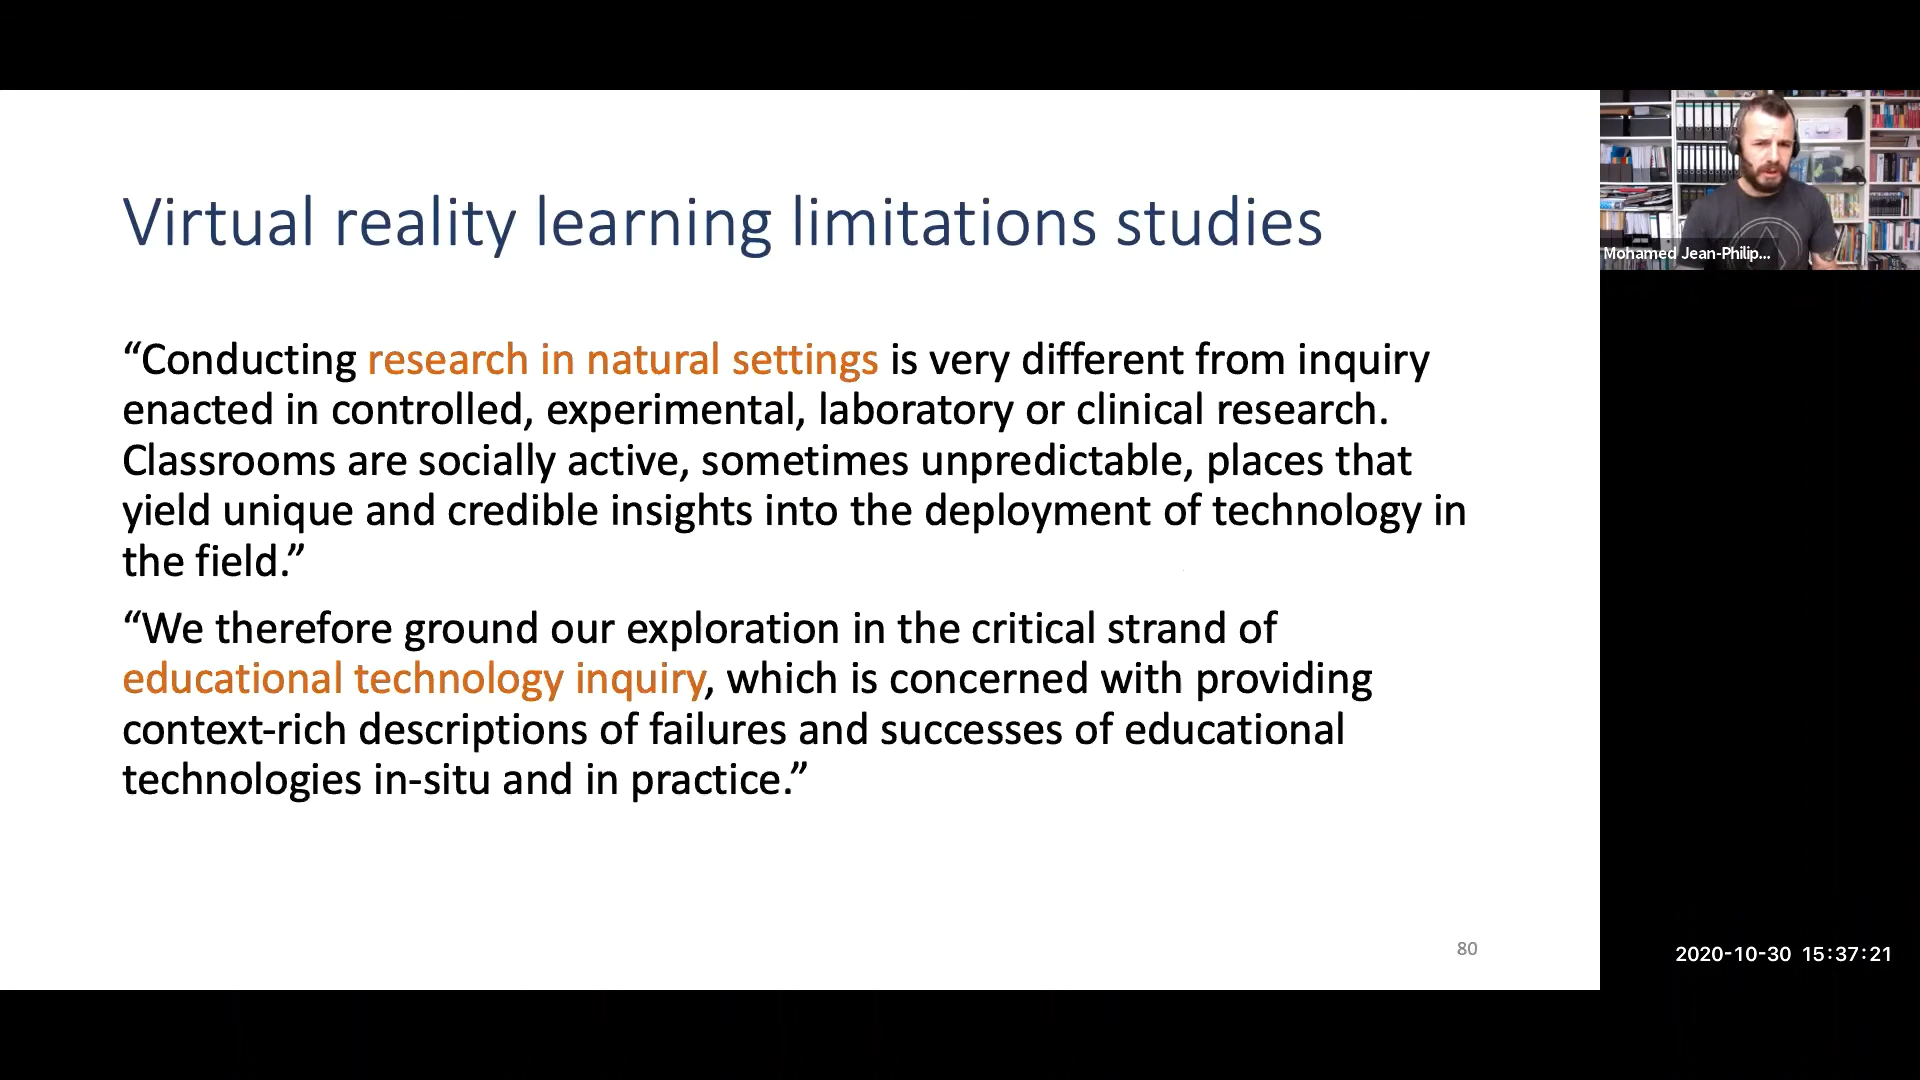 Virtual reality learning limitations studies
“Conducting research in natural settings is very different from inquiry
enacted in controlled, experimental, laboratory or clinical research.
Classrooms are socially active, sometimes unpredictable, places that
yield unique and credible insights into the deployment of technology in
the field.”
“We therefore ground our exploration in the critical strand of
educational technology inquiry, which is concerned with providing
context-rich descriptions of failures and successes of educational
technologies in-situ and in practice.”
80
Mohamed Jean-Philip...
2020-10-30 15:37:21